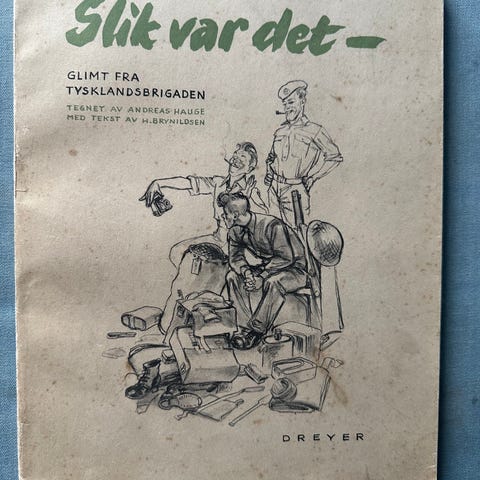 Slik var det –
GLIMT FRA
TYSKLANDSBRIGADEN
TEGNET AV ANDREAS HAUGE
MED TEKST AV H. BRYNILDSEN
DREYER